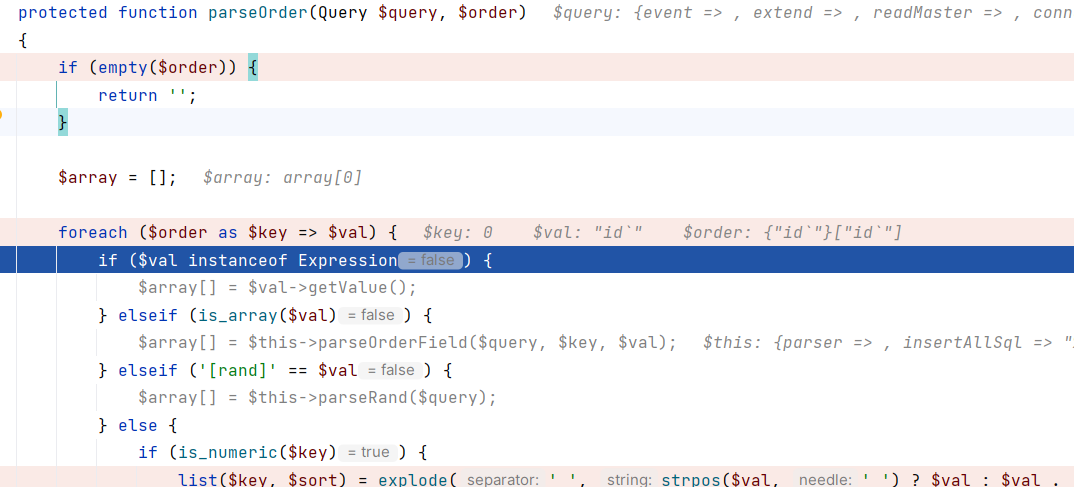 protected function parseOrder(Query $query, $order) $query: {event => , extend => , readMaster => , conn
{
if (empty($order)) {
return '';
}
$array = []; $array: array[0]
foreach ($order as $key => $val) { $key: 0 $val: "id`" $order: {"id`"}["id`"]
if ($val instanceof Expression = false ) {
$array[] = $val->getValue();
} elseif (is_array($val) = false ) {
$array[] = $this->parseOrderField($query, $key, $val); $this: {parser => , insertAllSql => "
} elseif ('[rand]' == $val = false ) {
$array[] = $this->parseRand($query);
} else {
if (is_numeric($key) = true ) {
list($key, $sort) = explode( separator: ' ', string: strpos($val, needle: ' ') ? $val : $val .